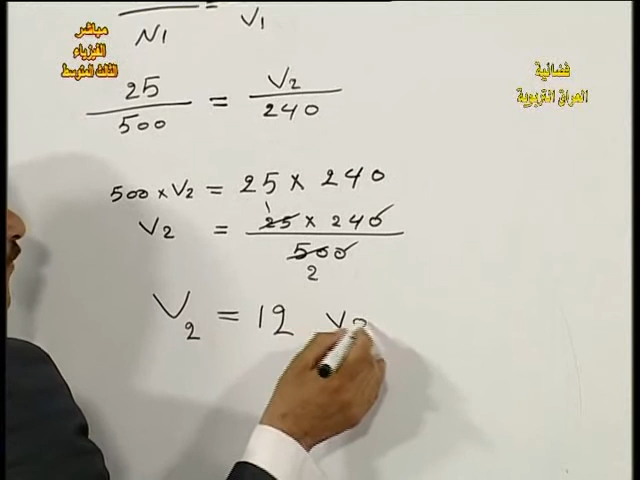 مباشر
الفيزياء
الثالث المتوسط
فضائية
العراق التربوية
N1 = V1
25/500 = V2/240
500 x V2 = 25 x 240
V2 = 25 x 240 / 500
1
2
V2 = 12 Vo